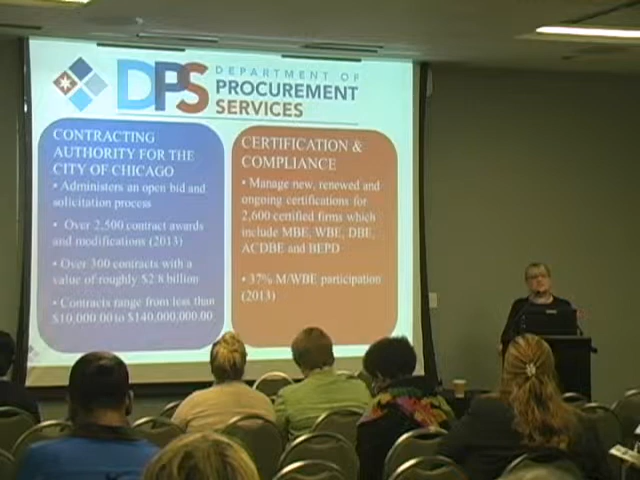 DPS
DEPARTMENT OF
PROCUREMENT
SERVICES
CONTRACTING
AUTHORITY FOR THE
CITY OF CHICAGO
• Administers an open bid and
solicitation process
• Over 2,500 contract awards
and modifications (2013)
• Over 300 contracts with a
value of roughly $2.8 billion
• Contracts range from less than
$10,000.00 to $140,000,000.00
CERTIFICATION &
COMPLIANCE
• Manage new, renewed and
ongoing certifications for
2,600 certified firms which
include MBE, WBE, DBE,
ACDBE and BEPD
• 37% M/WBE participation
(2013)